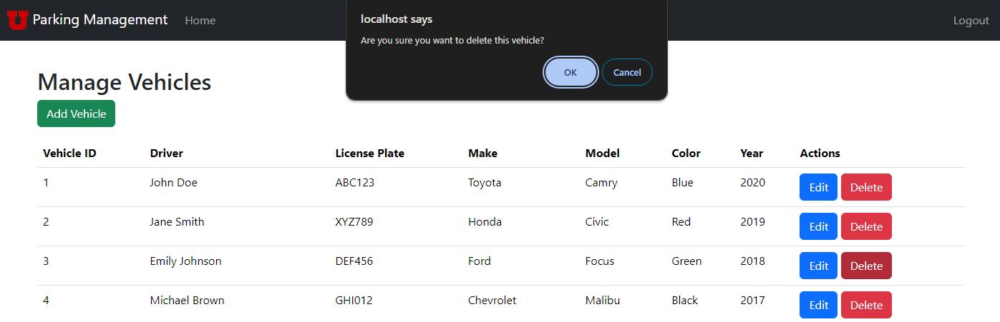 U Parking Management Home Logout
localhost says
Are you sure you want to delete this vehicle?
OK Cancel
Manage Vehicles
Add Vehicle
Vehicle ID Driver License Plate Make Model Color Year Actions
1 John Doe ABC123 Toyota Camry Blue 2020 Edit Delete
2 Jane Smith XYZ789 Honda Civic Red 2019 Edit Delete
3 Emily Johnson DEF456 Ford Focus Green 2018 Edit Delete
4 Michael Brown GHI012 Chevrolet Malibu Black 2017 Edit Delete